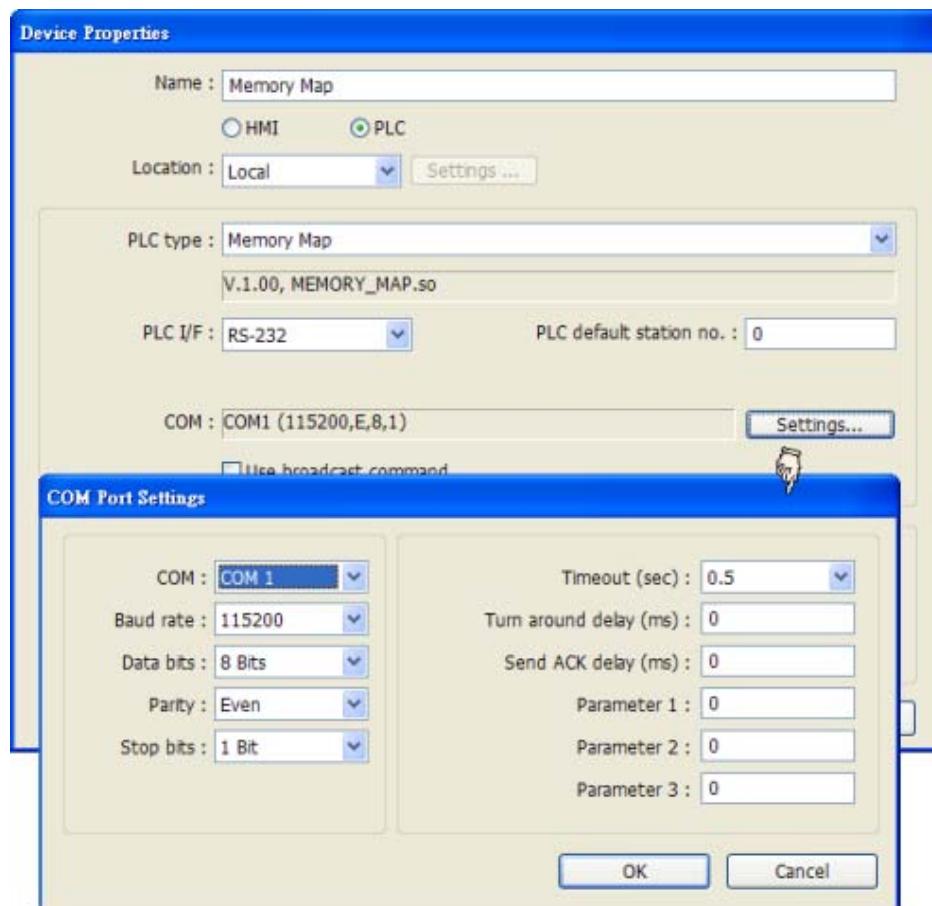 Device Properties
Name : Memory Map
HMI PLC
Location : Local Settings ...
PLC type : Memory Map
V.1.00, MEMORY_MAP.so
PLC I/F : RS-232 PLC default station no. : 0
COM : COM1 (115200,E,8,1) Settings...
Use broadcast command
COM Port Settings
COM : COM 1 Timeout (sec) : 0.5
Baud rate : 115200 Turn around delay (ms) : 0
Data bits : 8 Bits Send ACK delay (ms) : 0
Parity : Even Parameter 1 : 0
Stop bits : 1 Bit Parameter 2 : 0
Parameter 3 : 0
OK Cancel